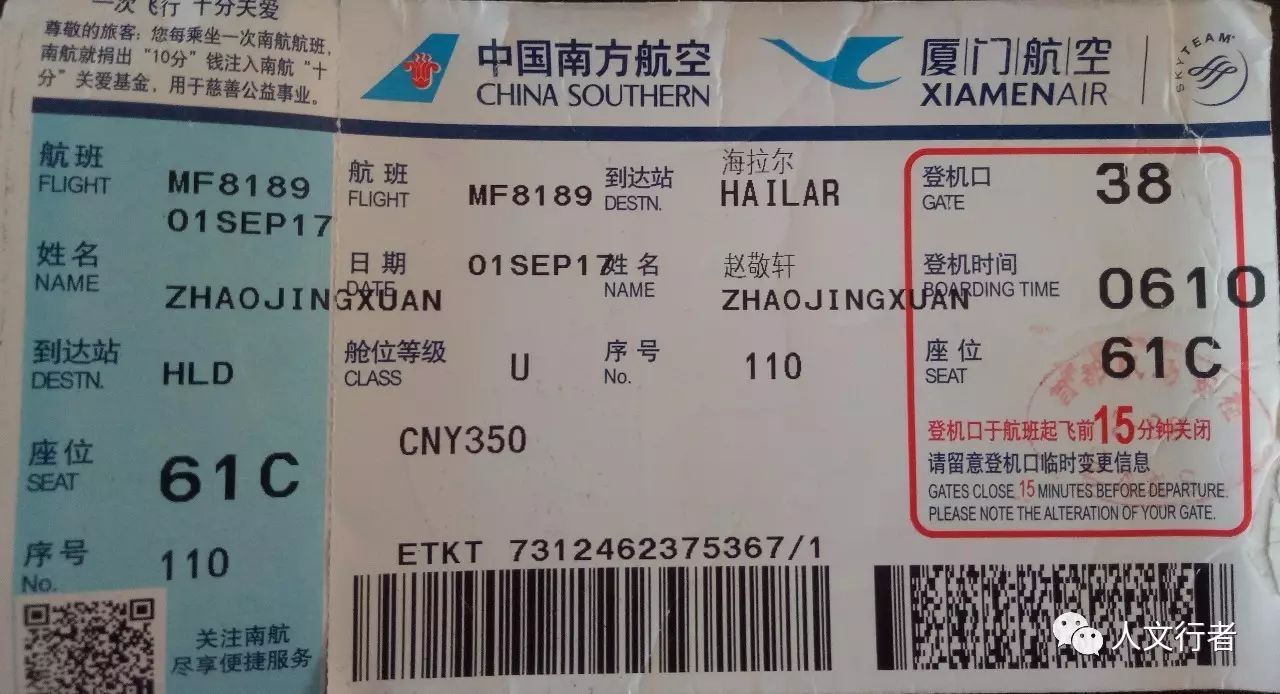 一次飞行 十分关爱
尊敬的旅客：您每乘坐一次南航航班,
南航就捐出“10分”钱注入南航“十
分”关爱基金，用于慈善公益事业。
中国南方航空
CHINA SOUTHERN
厦门航空
XIAMENAIR
SKYTEAM
航班
FLIGHT
MF8189
01SEP17
姓名
NAME
ZHAOJINGXUAN
到达站
DESTN.
HLD
座位
SEAT
61C
序号
No.
110
关注南航
尽享便捷服务
航班
FLIGHT
MF8189
到达站
DESTN.
海拉尔
HAILAR
日期
DATE
01SEP17
姓名
NAME
赵敬轩
ZHAOJINGXUAN
舱位等级
CLASS
U
序号
No.
110
CNY350
ETKT 7312462375367/1
登机口
GATE
38
登机时间
BOARDING TIME
0610
座位
SEAT
61C
登机口于航班起飞前15分钟关闭
请留意登机口临时变更信息
GATES CLOSE 15 MINUTES BEFORE DEPARTURE.
PLEASE NOTE THE ALTERATION OF YOUR GATE.
人文行者